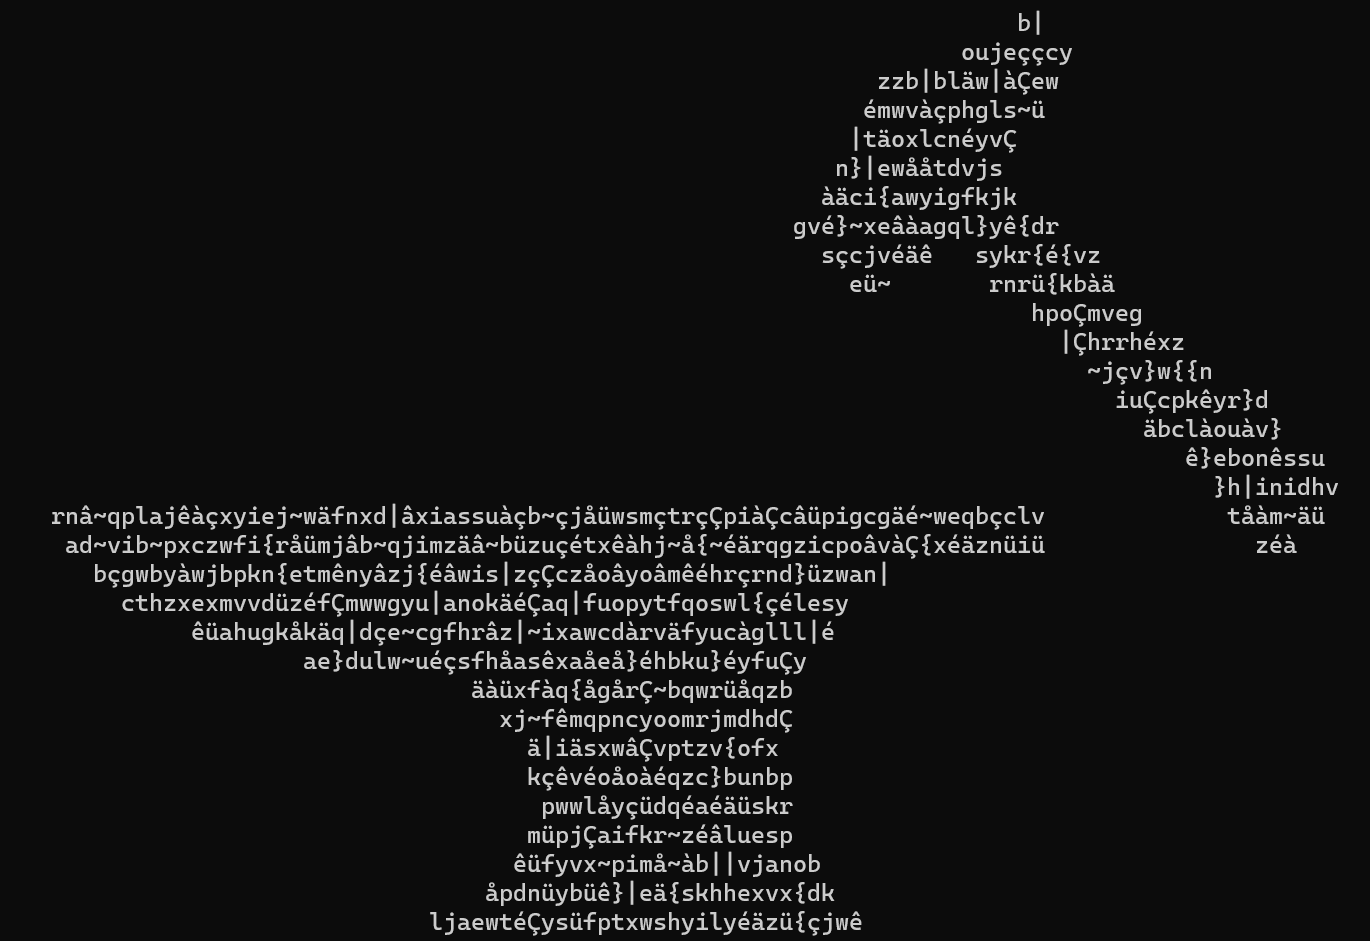 b|
oujeççcy
zzb|bläw|àÇew
émwvàçphgls~ü
|täoxlcnéyvÇ
n}|ewååtdvjs
àäci{awyigfkjk
gvé}~xeâàagql}yê{dr
sçcjvéäê   sykr{é{vz
eü~       rnrü{kbàä
hpoÇmveg
|Çhrrhéxz
~jçv}w{{n
iuÇcpkêyr}d
äbclàouàv}
ê}ebonêssu
}h|inidhv
rnâ~qplajêàçxyiej~wäfnxd|âxiassuàçb~çjåüwsmçtrçÇpiàÇcâüpigcgäé~weqbçclv             tåàm~äü
ad~vib~pxczwfi{råümjâb~qjimzäâ~büzuçétxêàhj~å{~éärqgzicpoâvàÇ{xéäznüiü               zéà
bçgwbyàwjbpkn{etmênyâzj{éâwis|zçÇczåoâyoâmêéhrçrnd}üzwan|
cthzxexmvvdüzéfÇmwwgyu|anokäéÇaq|fuopytfqoswl{çélesy
êüahugkåkäq|dçe~cgfhrâz|~ixawcdàrväfyucàglll|é
ae}dulw~uéçsfhåasêxaåeå}éhbku}éyfuÇy
äàüxfàq{ågårÇ~bqwrüåqzb
xj~fêmqpncyoomrjmdhdÇ
ä|iäsxwâÇvptzv{ofx
kçêvéoåoàéqzc}bunbp
pwwlåyçüdqéaéäüskr
müpjÇaifkr~zéâluesp
êüfyvx~pimå~àb||vjanob
åpdnüybüê}|eä{skhhexvx{dk
ljaewtéÇysüfptxwshyilyéäzü{çjwê